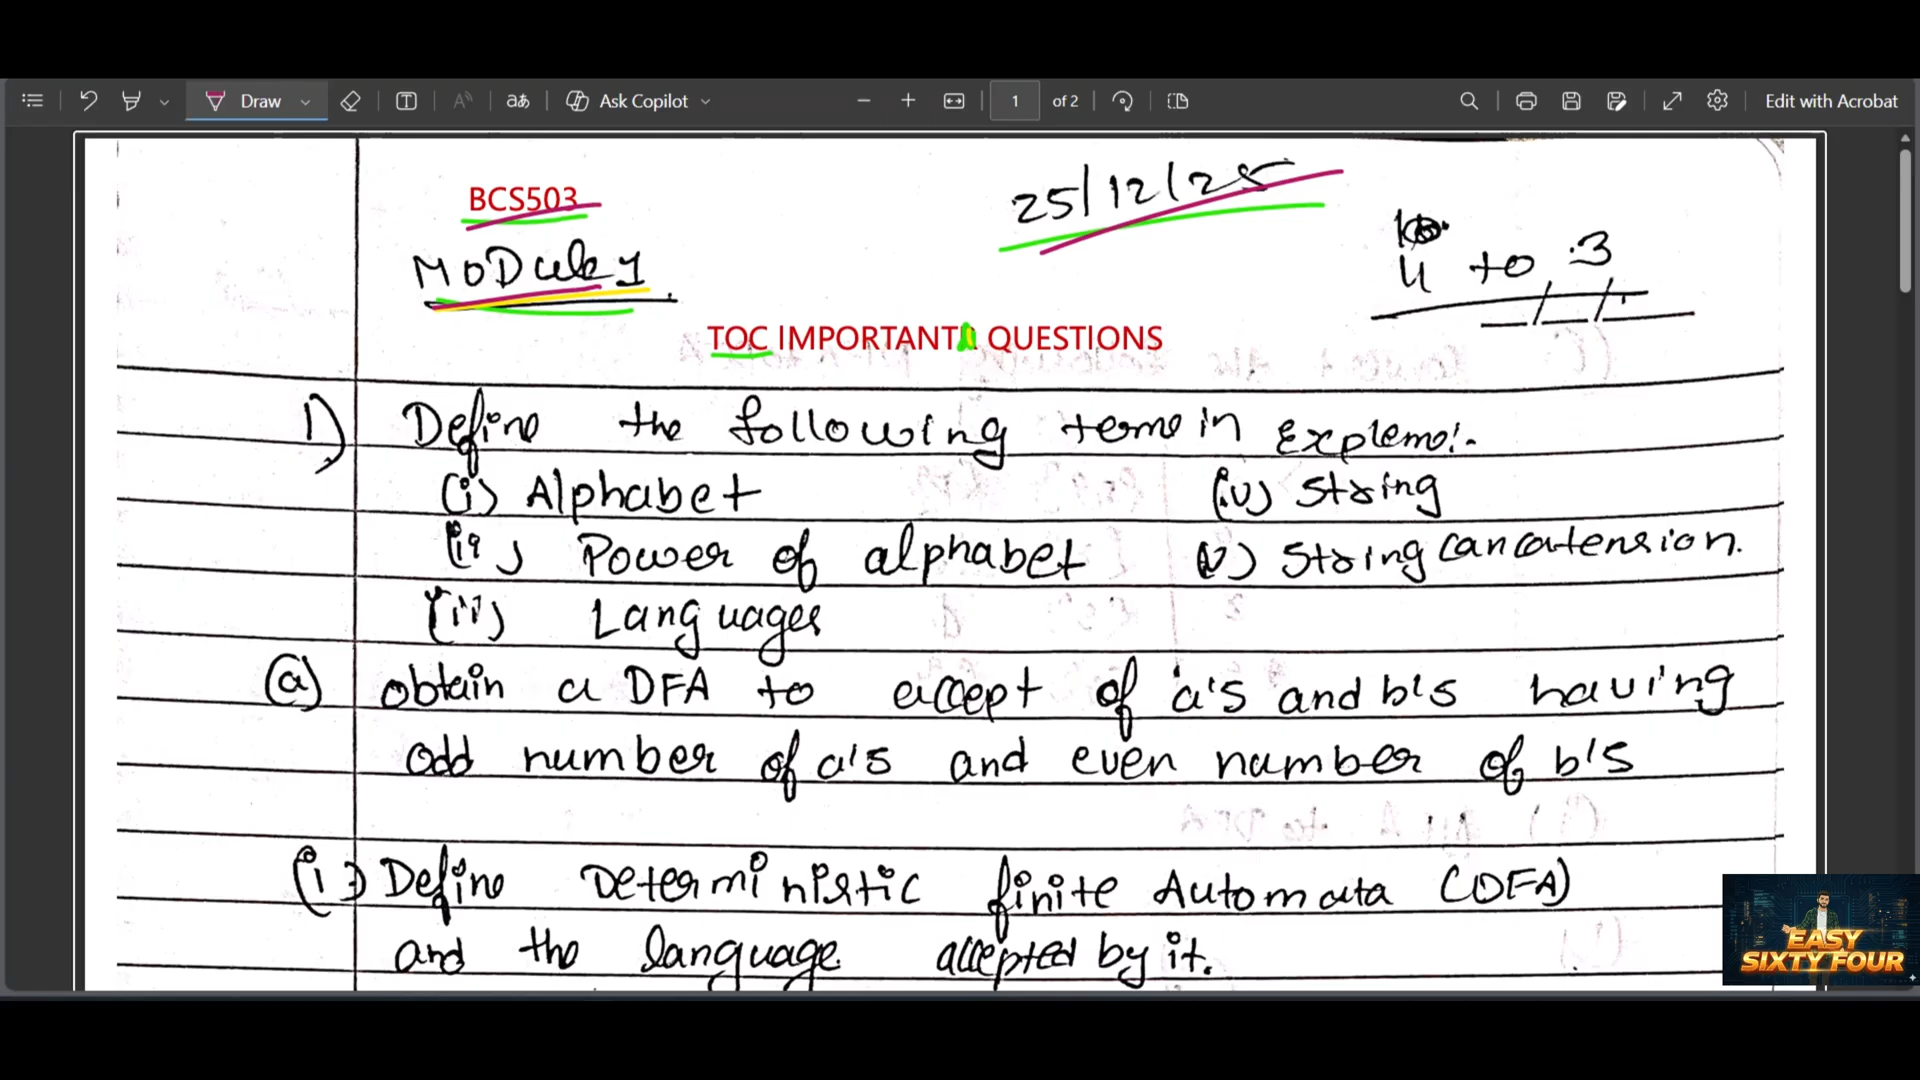 Draw
Ask Copilot
1 of 2
Edit with Acrobat
BCS503
25/12/25
MODule 1
4 to 3
TOC IMPORTANT QUESTIONS
1) Define the following terms in
(i) Alphabet (iv) string
(ii) Power of alphabet (v) string cancatension.
(iii) Languages
(a) obtain a DFA to accept of a's and b's having
odd number of a's and even number of b's
(i) Define Deterministic finite Automata (DFA)
and the language accepted by it.
EASY
SIXTY FOUR